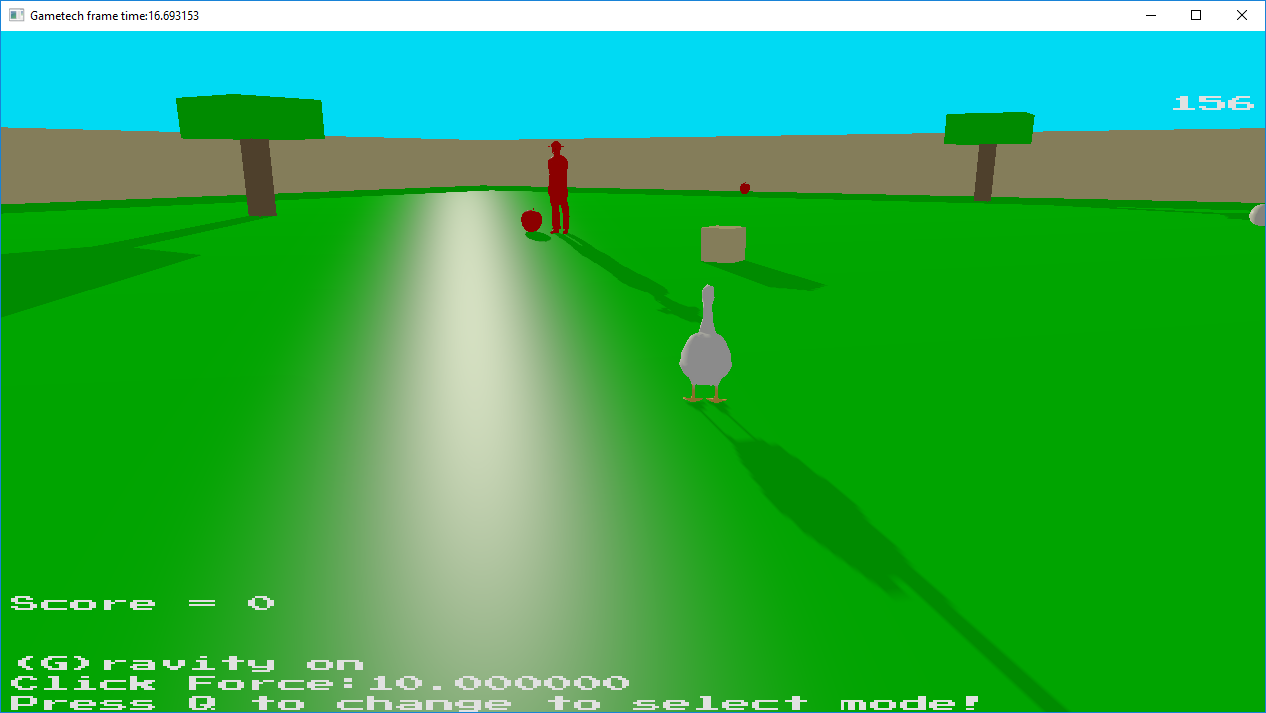 Gametech frame time:16.693153
156
Score = 0
(G)ravity on
Click Force:10.000000
Press Q to change to select mode!